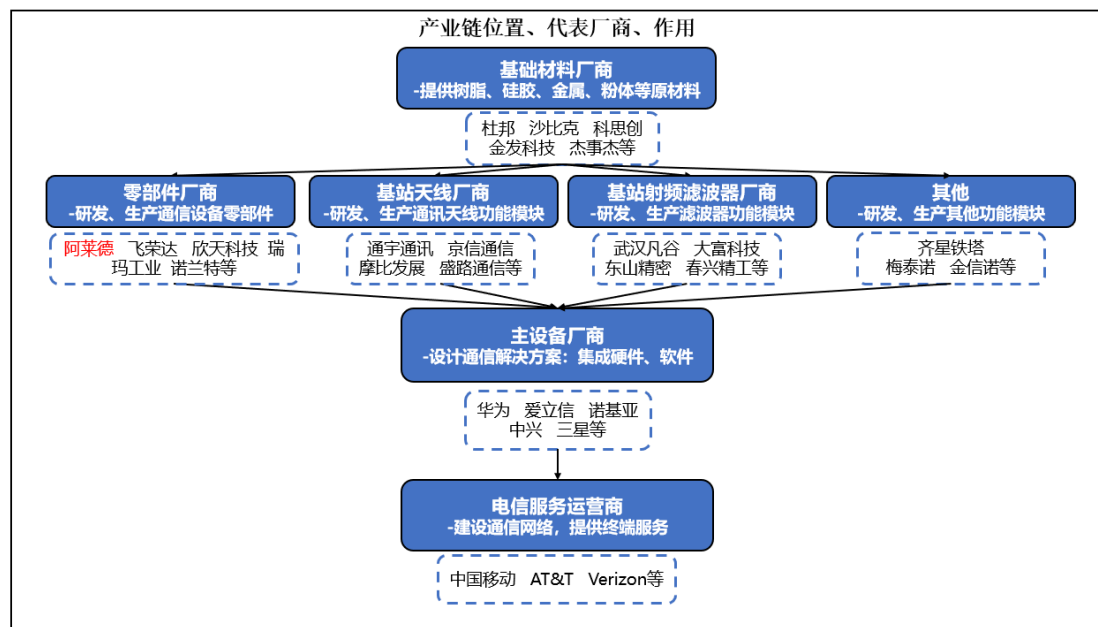 产业链位置、代表厂商、作用
基础材料厂商
-提供树脂、硅胶、金属、粉体等原材料
杜邦 沙比克 科思创
金发科技 杰事杰等
零部件厂商
-研发、生产通信设备零部件
阿莱德 飞荣达 欣天科技 瑞
玛工业 诺兰特等
基站天线厂商
-研发、生产通讯天线功能模块
通宇通讯 京信通信
摩比发展 盛路通信等
基站射频滤波器厂商
-研发、生产滤波器功能模块
武汉凡谷 大富科技
东山精密 春兴精工等
其他
-研发、生产其他功能模块
齐星铁塔
梅泰诺 金信诺等
主设备厂商
-设计通信解决方案：集成硬件、软件
华为 爱立信 诺基亚
中兴 三星等
电信服务运营商
-建设通信网络，提供终端服务
中国移动 AT&T Verizon等